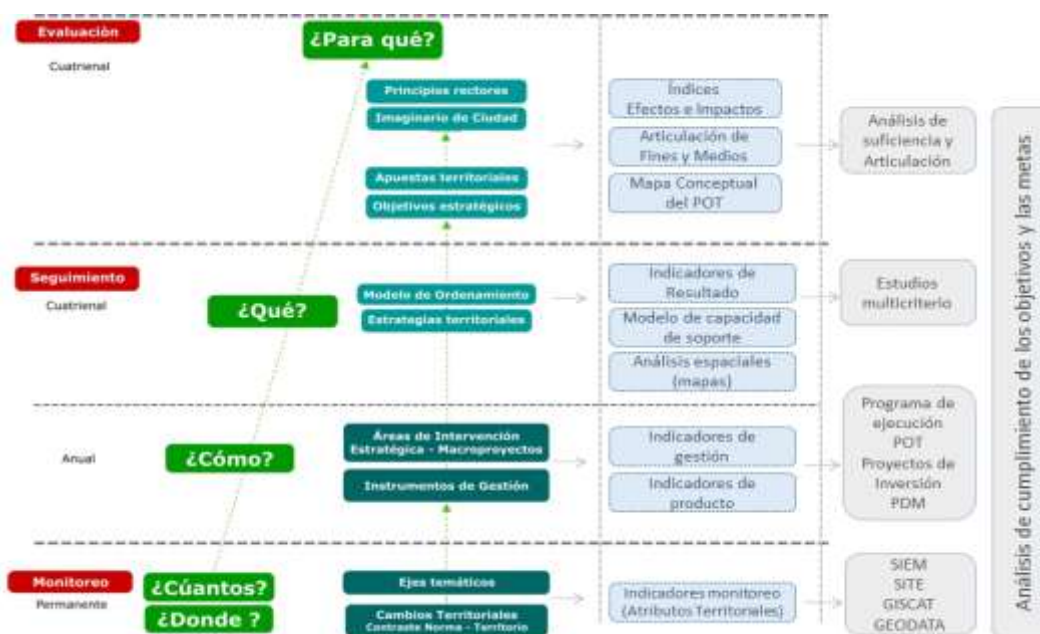 Evaluación
Cuatrienal
¿Para qué?
Principios rectores
Imaginario de Ciudad
Apuestas territoriales
Objetivos estratégicos
Índices
Efectos e Impactos
Articulación de
Fines y Medios
Mapa Conceptual
del POT
Análisis de
suficiencia y
Articulación
Seguimiento
Cuatrienal
¿Qué?
Modelo de Ordenamiento
Estrategias territoriales
Indicadores de
Resultado
Modelo de capacidad
de soporte
Análisis espaciales
(mapas)
Estudios
multicriterio
Anual
¿Cómo?
Áreas de Intervención
Estratégica - Macroproyectos
Instrumentos de Gestión
Indicadores de
gestión
Indicadores de
producto
Programa de
ejecución
POT
Proyectos de
Inversión
PDM
Monitoreo
Permanente
¿Cúantos?
¿Donde ?
Ejes temáticos
Cambios Territoriales
Contraste Norma - Territorio
Indicadores monitoreo
(Atributos Territoriales)
SIEM
SITE
GISCAT
GEODATA
Análisis de cumplimiento de los objetivos y las metas